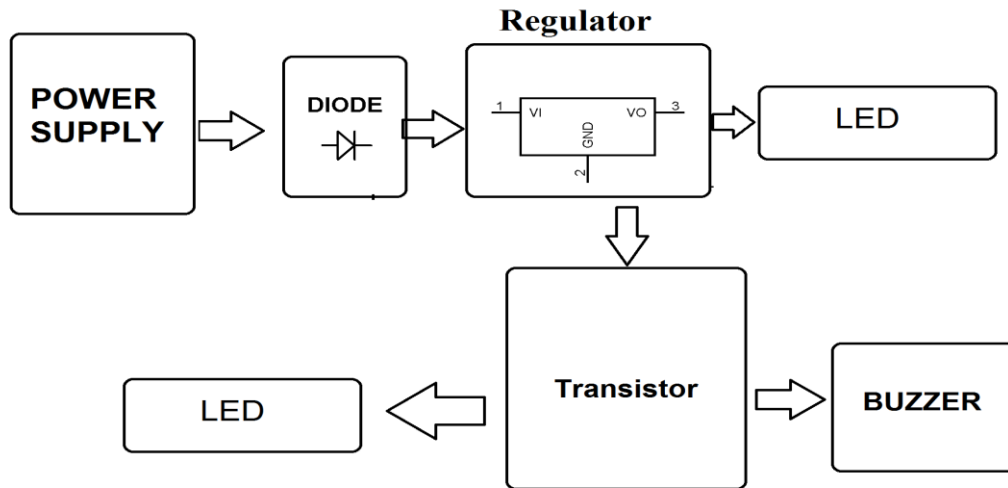 Regulator
POWER
SUPPLY
DIODE
1
VI
VO
3
GND
2
LED
Transistor
LED
BUZZER